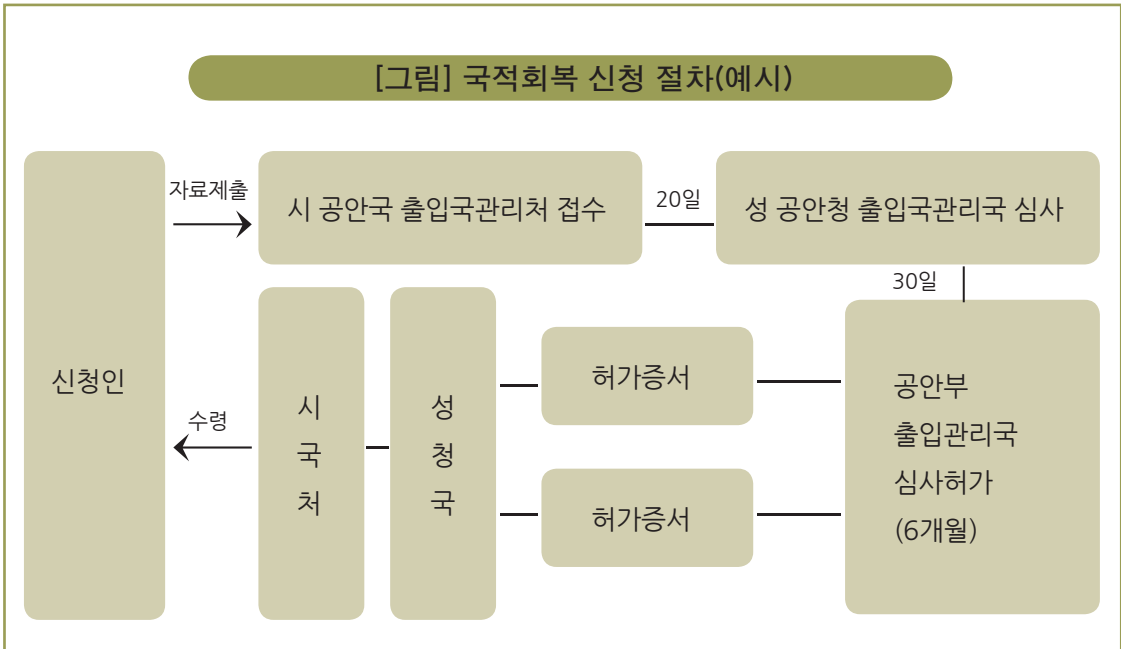 [그림] 국적회복 신청 절차(예시)
신청인
자료제출
시 공안국 출입국관리처 접수
20일
성 공안청 출입국관리국 심사
30일
공안부
출입관리국
심사허가
(6개월)
허가증서
허가증서
성
청
국
시
국
처
수령